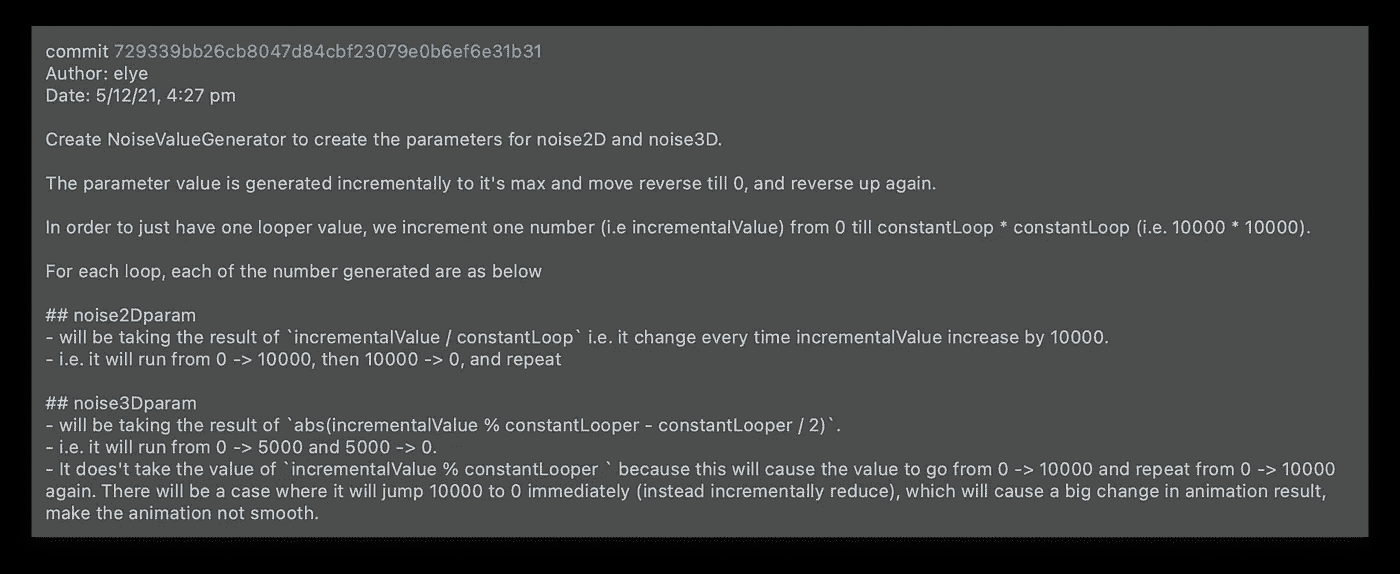 commit 729339bb26cb8047d84cbf23079e0b6ef6e31b31
Author: elye
Date: 5/12/21, 4:27 pm
Create NoiseValueGenerator to create the parameters for noise2D and noise3D.
The parameter value is generated incrementally to it's max and move reverse till 0, and reverse up again.
In order to just have one looper value, we increment one number (i.e incrementalValue) from 0 till constantLoop * constantLoop (i.e. 10000 * 10000).
For each loop, each of the number generated are as below
## noise2Dparam
- will be taking the result of `incrementalValue / constantLoop` i.e. it change every time incrementalValue increase by 10000.
- i.e. it will run from 0 -> 10000, then 10000 -> 0, and repeat
## noise3Dparam
- will be taking the result of `abs(incrementalValue % constantLooper - constantLooper / 2)`.
- i.e. it will run from 0 -> 5000 and 5000 -> 0.
- It does't take the value of `incrementalValue % constantLooper ` because this will cause the value to go from 0 -> 10000 and repeat from 0 -> 10000
again. There will be a case where it will jump 10000 to 0 immediately (instead incrementally reduce), which will cause a big change in animation result,
make the animation not smooth.